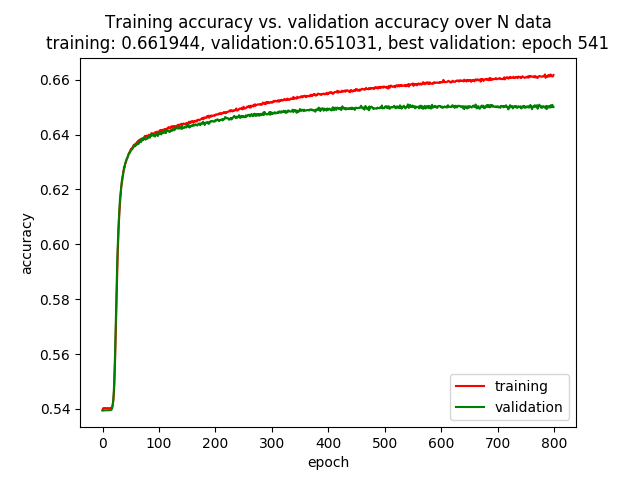 Training accuracy vs. validation accuracy over N data
training: 0.661944, validation:0.651031, best validation: epoch 541
0.66
0.64
0.62
0.60
0.58
0.56
0.54
accuracy
training
validation
0 100 200 300 400 500 600 700 800
epoch